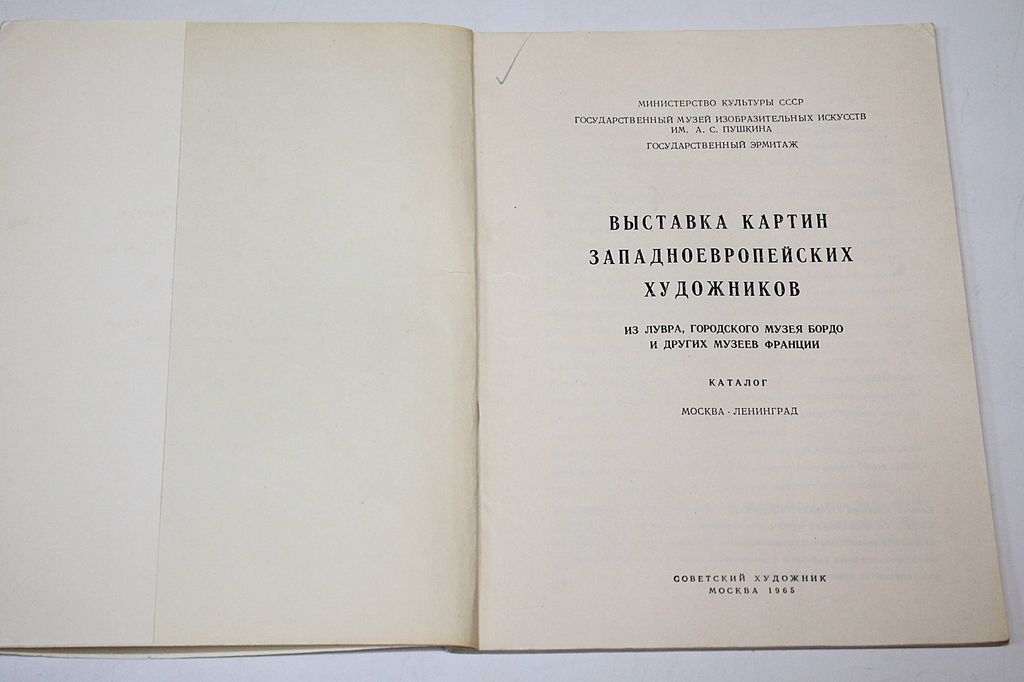 МИНИСТЕРСТВО КУЛЬТУРЫ СССР
ГОСУДАРСТВЕННЫЙ МУЗЕЙ ИЗОБРАЗИТЕЛЬНЫХ ИСКУССТВ
ИМ. А. С. ПУШКИНА
ГОСУДАРСТВЕННЫЙ ЭРМИТАЖ
ВЫСТАВКА КАРТИН
ЗАПАДНОЕВРОПЕЙСКИХ
ХУДОЖНИКОВ
ИЗ ЛУВРА, ГОРОДСКОГО МУЗЕЯ БОРДО
И ДРУГИХ МУЗЕЕВ ФРАНЦИИ
КАТАЛОГ
МОСКВА · ЛЕНИНГРАД
СОВЕТСКИЙ ХУДОЖНИК
МОСКВА 1965